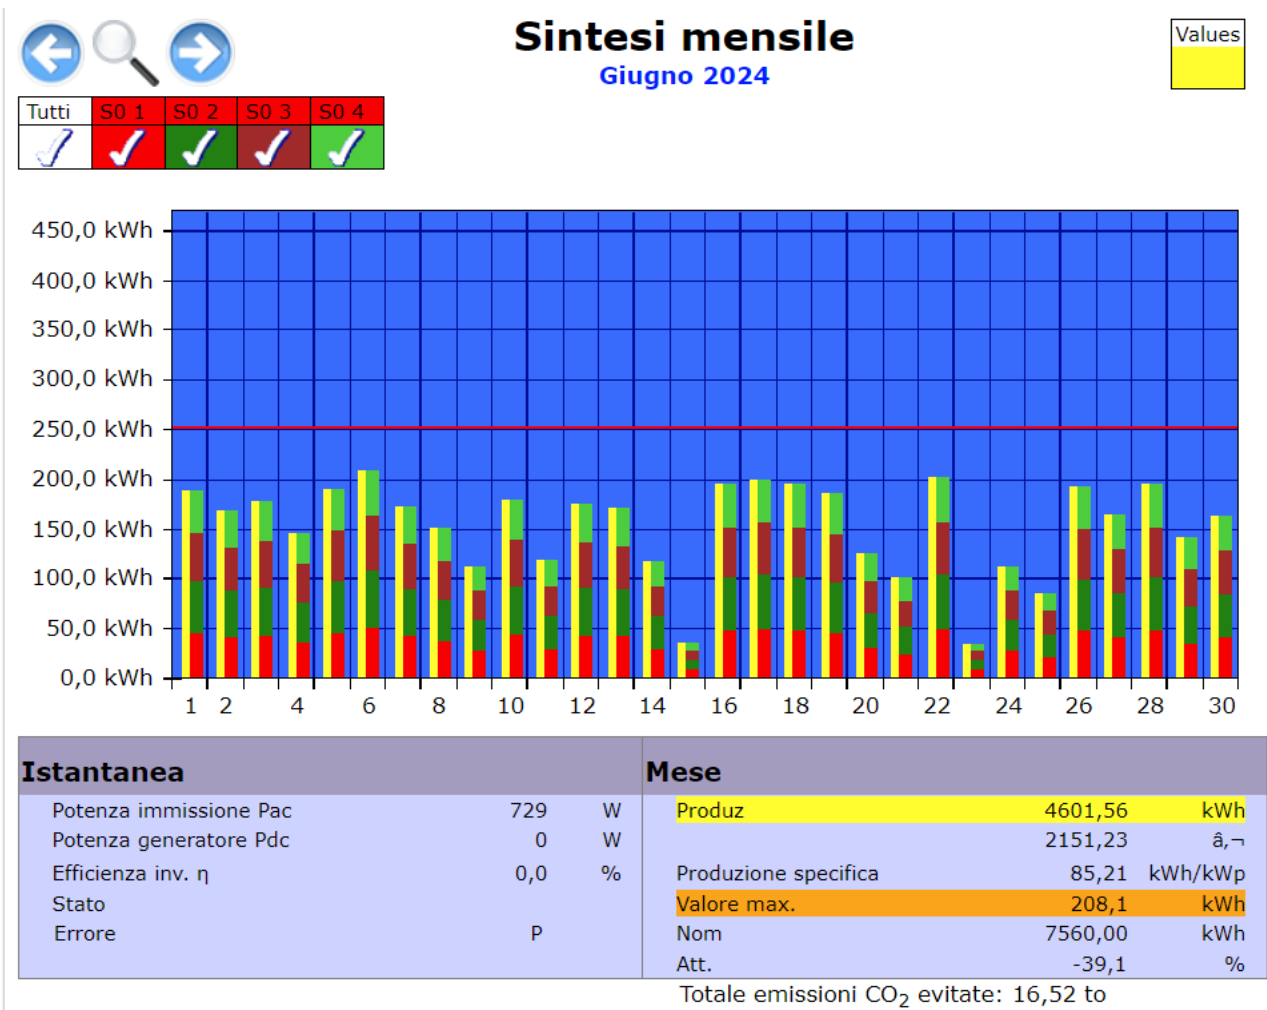 Sintesi mensile
Giugno 2024
Values
Tutti S0 1 S0 2 S0 3 S0 4
450,0 kWh
400,0 kWh
350,0 kWh
300,0 kWh
250,0 kWh
200,0 kWh
150,0 kWh
100,0 kWh
50,0 kWh
0,0 kWh
1 2 4 6 8 10 12 14 16 18 20 22 24 26 28 30
Istantanea
Potenza immissione Pac 729 W
Potenza generatore Pdc 0 W
Efficienza inv. η 0,0 %
Stato
Errore P
Mese
Produz 4601,56 kWh
2151,23 â,¬
Produzione specifica 85,21 kWh/kWp
Valore max. 208,1 kWh
Nom 7560,00 kWh
Att. -39,1 %
Totale emissioni CO₂ evitate: 16,52 to